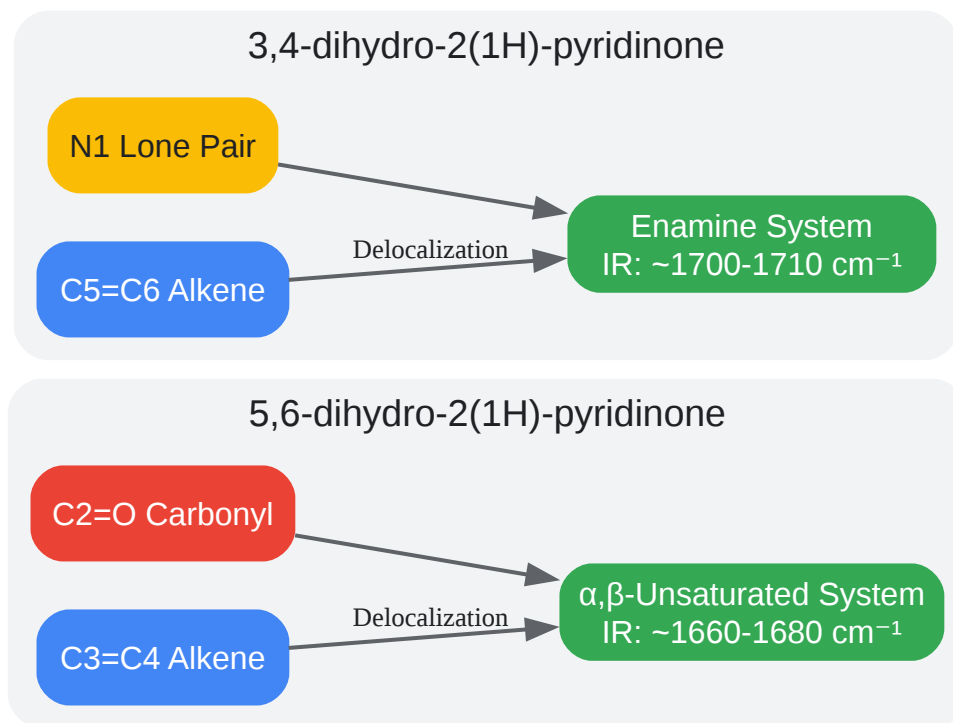 3,4-dihydro-2(1H)-pyridinone
N1 Lone Pair
C5=C6 Alkene
Delocalization
Enamine System
IR: ~1700-1710 cm⁻¹
5,6-dihydro-2(1H)-pyridinone
C2=O Carbonyl
C3=C4 Alkene
Delocalization
α,β-Unsaturated System
IR: ~1660-1680 cm⁻¹